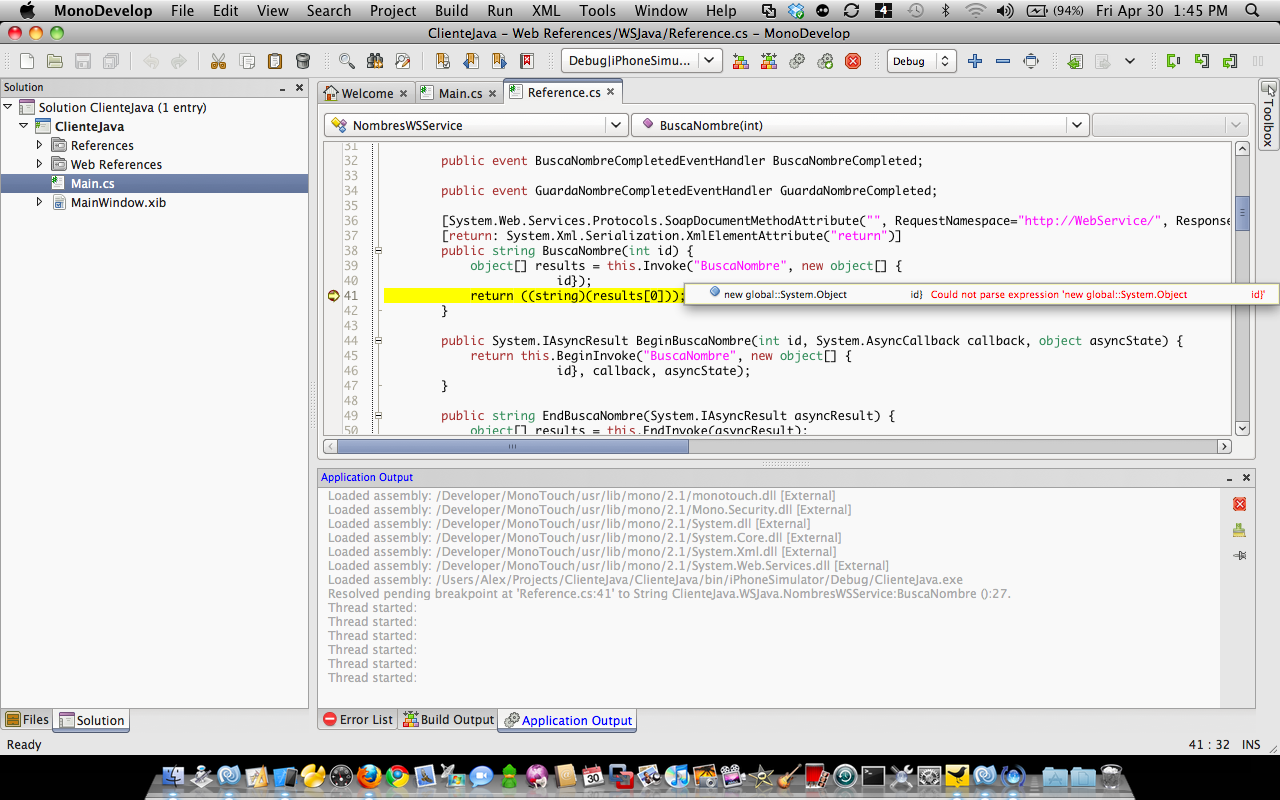 MonoDevelop File Edit View Search Project Build Run XML Tools Window Help 4 (94%) Fri Apr 30 1:45 PM
ClienteJava – Web References/WSJava/Reference.cs – MonoDevelop
Debug|iPhoneSimu... Debug
Solution
Solution ClienteJava (1 entry)
ClienteJava
References
Web References
Main.cs
MainWindow.xib
Welcome Main.cs Reference.cs
NombresWSService BuscaNombre(int)
Toolbox
31
32 public event BuscaNombreCompletedEventHandler BuscaNombreCompleted;
33
34 public event GuardaNombreCompletedEventHandler GuardaNombreCompleted;
35
36 [System.Web.Services.Protocols.SoapDocumentMethodAttribute("", RequestNamespace="http://WebService/", Response
37 [return: System.Xml.Serialization.XmlElementAttribute("return")]
38 public string BuscaNombre(int id) {
39 object[] results = this.Invoke("BuscaNombre", new object[] {
40 id});
41 return ((string)(results[0]));
new global::System.Object id} Could not parse expression 'new global::System.Object id}'
42 }
43
44 public System.IAsyncResult BeginBuscaNombre(int id, System.AsyncCallback callback, object asyncState) {
45 return this.BeginInvoke("BuscaNombre", new object[] {
46 id}, callback, asyncState);
47 }
48
49 public string EndBuscaNombre(System.IAsyncResult asyncResult) {
50 object[] results = this.EndInvoke(asyncResult);
Application Output
Loaded assembly: /Developer/MonoTouch/usr/lib/mono/2.1/monotouch.dll [External]
Loaded assembly: /Developer/MonoTouch/usr/lib/mono/2.1/Mono.Security.dll [External]
Loaded assembly: /Developer/MonoTouch/usr/lib/mono/2.1/System.dll [External]
Loaded assembly: /Developer/MonoTouch/usr/lib/mono/2.1/System.Core.dll [External]
Loaded assembly: /Developer/MonoTouch/usr/lib/mono/2.1/System.Xml.dll [External]
Loaded assembly: /Developer/MonoTouch/usr/lib/mono/2.1/System.Web.Services.dll [External]
Loaded assembly: /Users/Alex/Projects/ClienteJava/ClienteJava/bin/iPhoneSimulator/Debug/ClienteJava.exe
Resolved pending breakpoint at 'Reference.cs:41' to String ClienteJava.WSJava.NombresWSService:BuscaNombre ():27.
Thread started:
Thread started:
Thread started:
Thread started:
Thread started:
Thread started:
Files Solution
Error List Build Output Application Output
Ready 41 : 32 INS
30